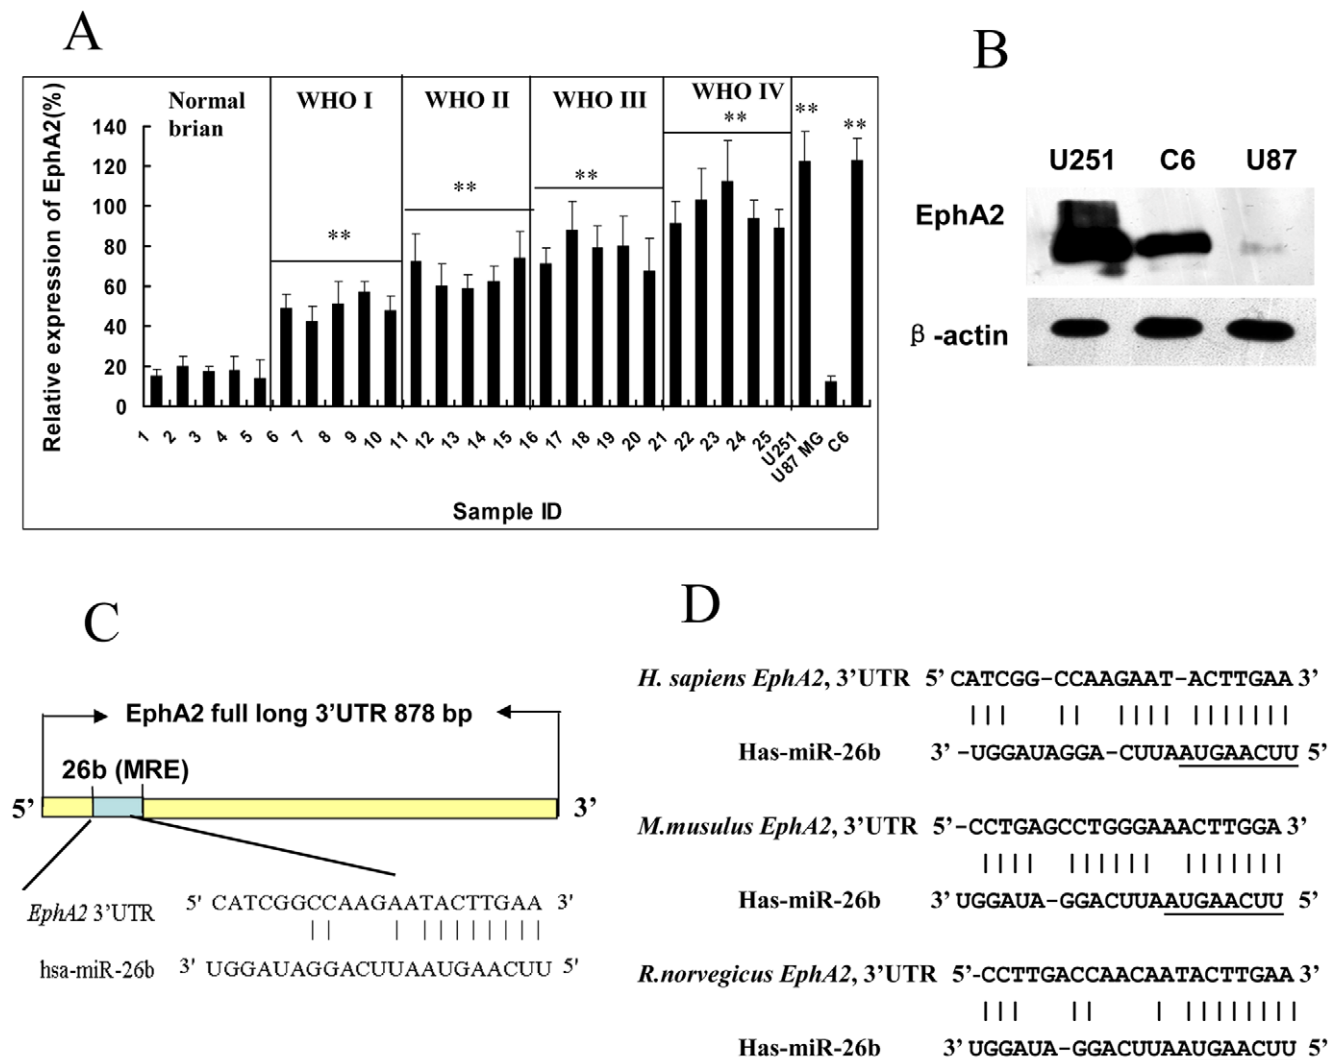 A
Relative expression of EphA2(%)
Normal
brian
WHO I
WHO II
WHO III
WHO IV
**
**
**
**
**
**
140
120
100
80
60
40
20
0
1 2 3 4 5 6 7 8 9 10 11 12 13 14 15 16 17 18 19 20 21 22 23 24 25 U251 U87 MG C6
Sample ID
B
U251 C6 U87
EphA2
β-actin
C
EphA2 full long 3'UTR 878 bp
26b (MRE)
5' 3'
EphA2 3'UTR 5' CATCGGCCAAGAATACTTGAA 3'
hsa-miR-26b 3' UGGAUAGGACUUAAUGAACUU 5'
D
H. sapiens EphA2, 3'UTR 5' CATCGG-CCAAGAAT-ACTTGAA 3'
Has-miR-26b 3' -UGGAUAGGA-CUUAAUGAACUU 5'
M.musulus EphA2, 3'UTR 5'-CCTGAGCCTGGGAAACTTGGA 3'
Has-miR-26b 3' UGGAUA-GGACUUAAUGAACUU 5'
R.norvegicus EphA2, 3'UTR 5'-CCTTGACCAACAATACTTGAA 3'
Has-miR-26b 3' UGGAUA-GGACUUAAUGAACUU 5'